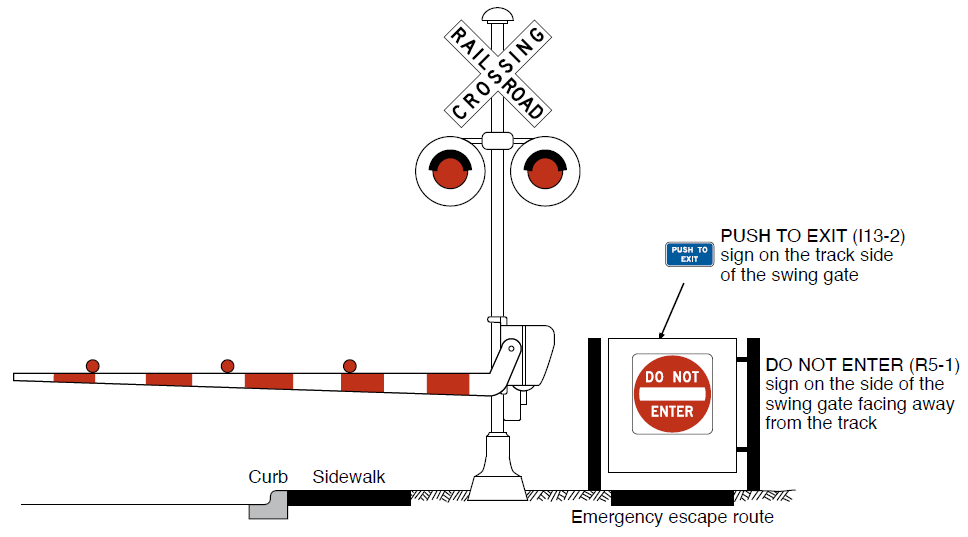 RAIL ROAD
CROSSING
PUSH TO
EXIT
PUSH TO EXIT (I13-2)
sign on the track side
of the swing gate
DO NOT
ENTER
DO NOT ENTER (R5-1)
sign on the side of the
swing gate facing away
from the track
Curb
Sidewalk
Emergency escape route